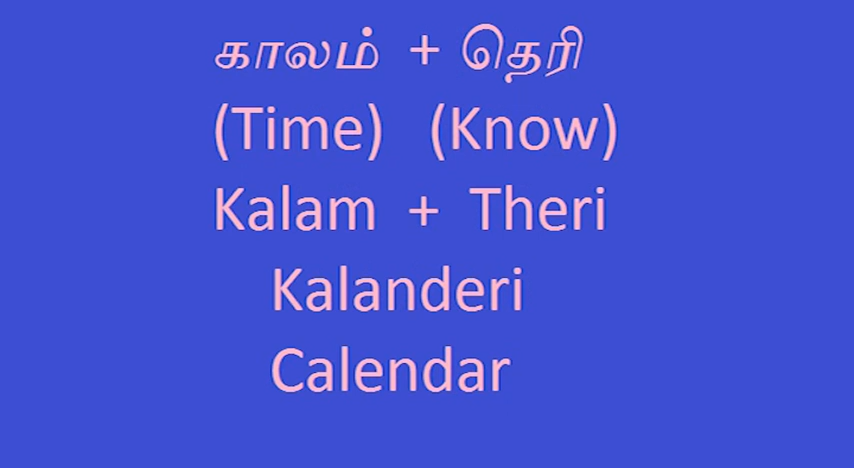 காலம் + தெரி
(Time) (Know)
Kalam + Theri
Kalanderi
Calendar